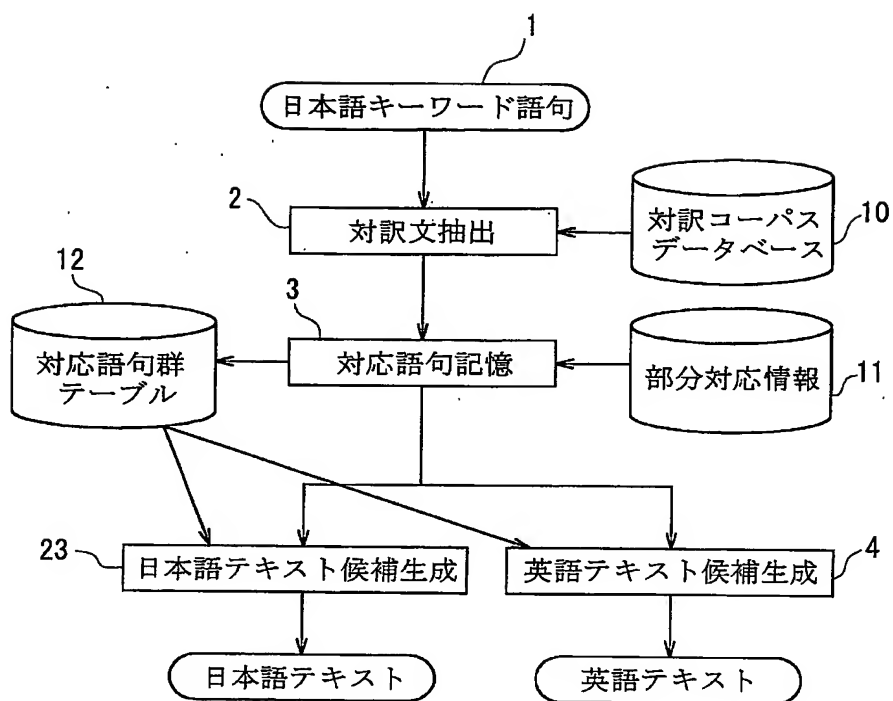 1
日本語キーワード語句
2
対訳文抽出
対訳コーパス
データベース
10
12
3
対応語句群
テーブル
対応語句記憶
部分対応情報
11
23
日本語テキスト候補生成
英語テキスト候補生成
4
日本語テキスト
英語テキスト